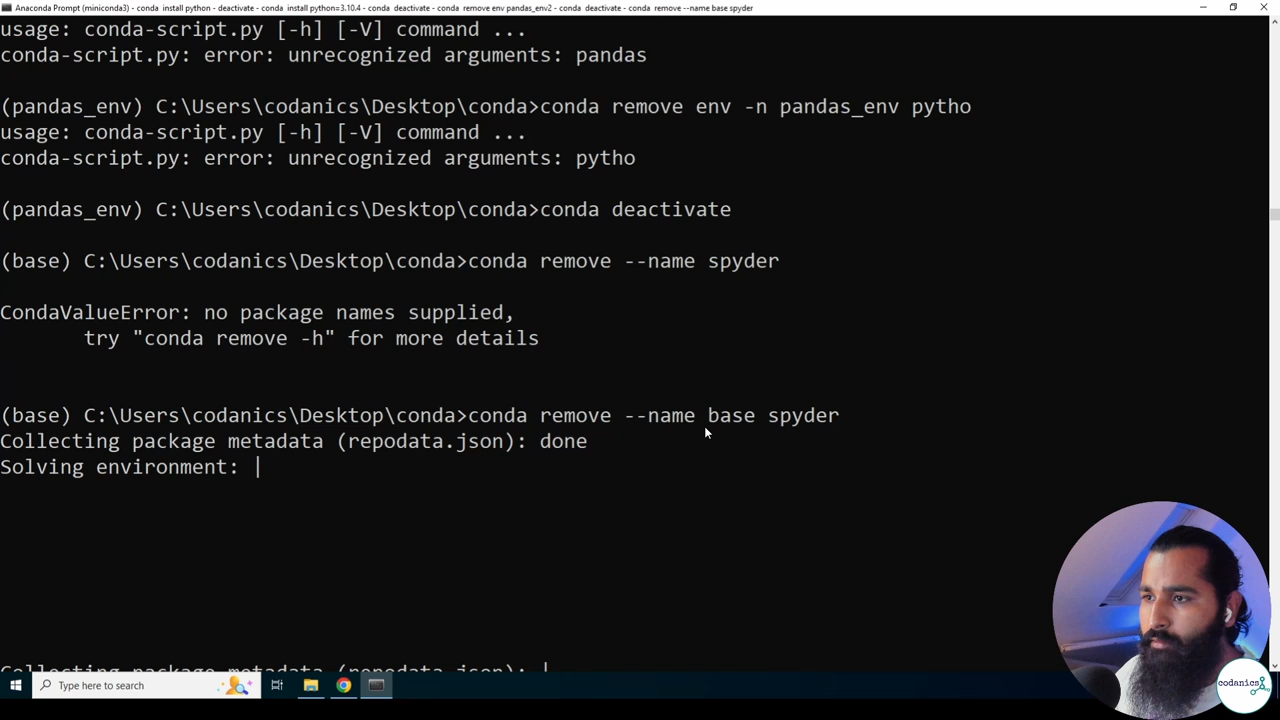 Anaconda Prompt (miniconda3) - conda install python - deactivate - conda install python=3.10.4 - conda deactivate - conda remove env pandas_env2 - conda deactivate - conda remove --name base spyder
usage: conda-script.py [-h] [-V] command ...
conda-script.py: error: unrecognized arguments: pandas
(pandas_env) C:\Users\codanics\Desktop\conda>conda remove env -n pandas_env pytho
usage: conda-script.py [-h] [-V] command ...
conda-script.py: error: unrecognized arguments: pytho
(pandas_env) C:\Users\codanics\Desktop\conda>conda deactivate
(base) C:\Users\codanics\Desktop\conda>conda remove --name spyder
CondaValueError: no package names supplied,
try "conda remove -h" for more details
(base) C:\Users\codanics\Desktop\conda>conda remove --name base spyder
Collecting package metadata (repodata.json): done
Solving environment: |
Collecting package metadata (repodata.json): |
Type here to search
codanics